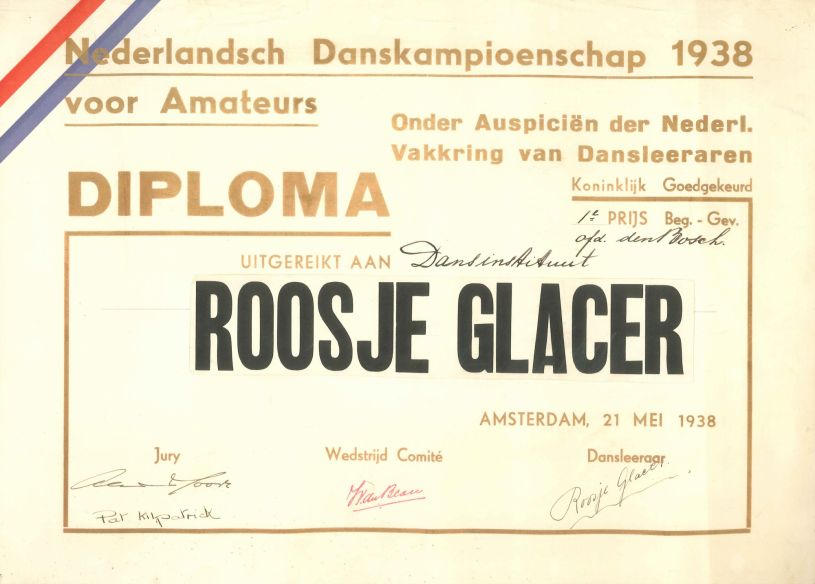 Nederlandsch Danskampioenschap 1938
voor Amateurs
Onder Auspiciën der Nederl.
Vakkring van Dansleeraren
Koninklijk Goedgekeurd
DIPLOMA
1e PRIJS Beg. - Gev.
afd. den Bosch.
UITGEREIKT AAN Dansinstituut
ROOSJE GLACER
AMSTERDAM, 21 MEI 1938
Jury
Wedstrijd Comité
Dansleeraar
Pat Kilpatrick
Roosje Glacer.